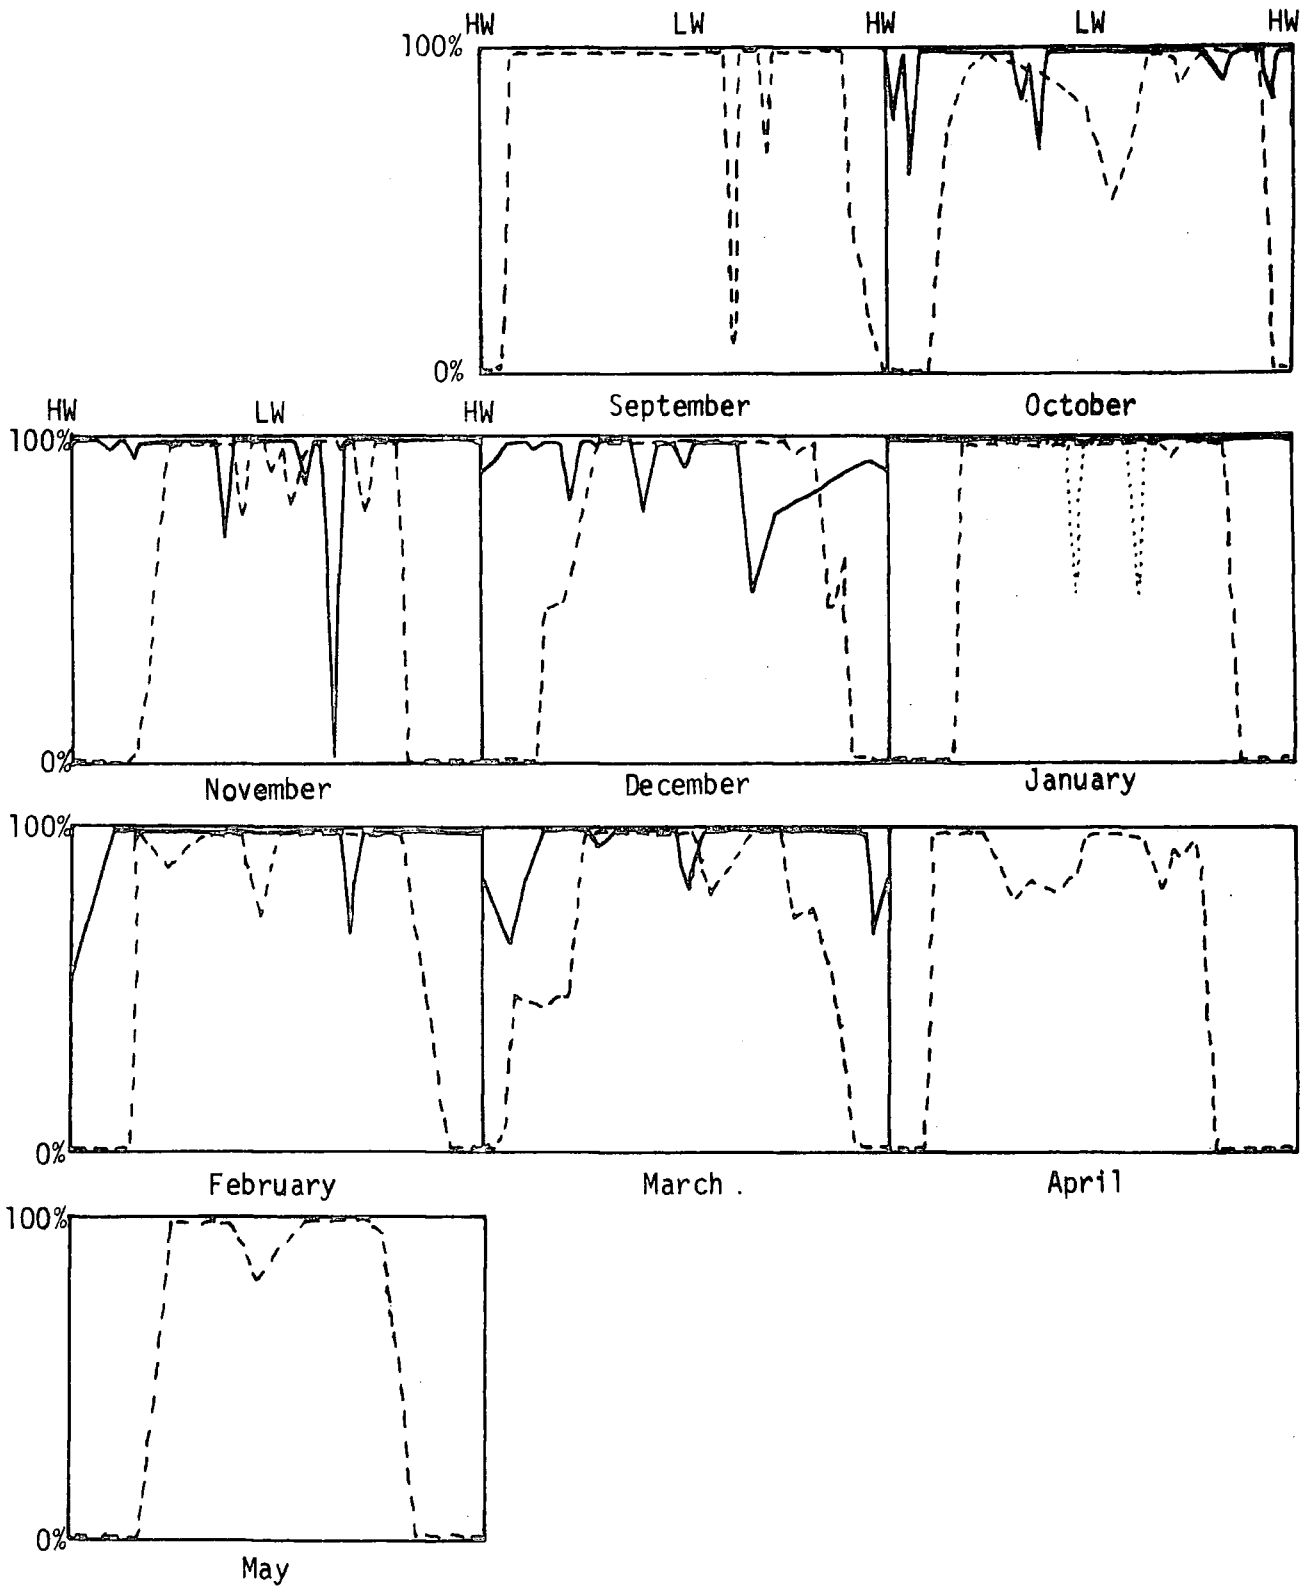 HW LW HW LW HW
100%
0%
September October
HW LW HW
100%
0%
November December January
100%
0%
February March .
April
100%
0%
May